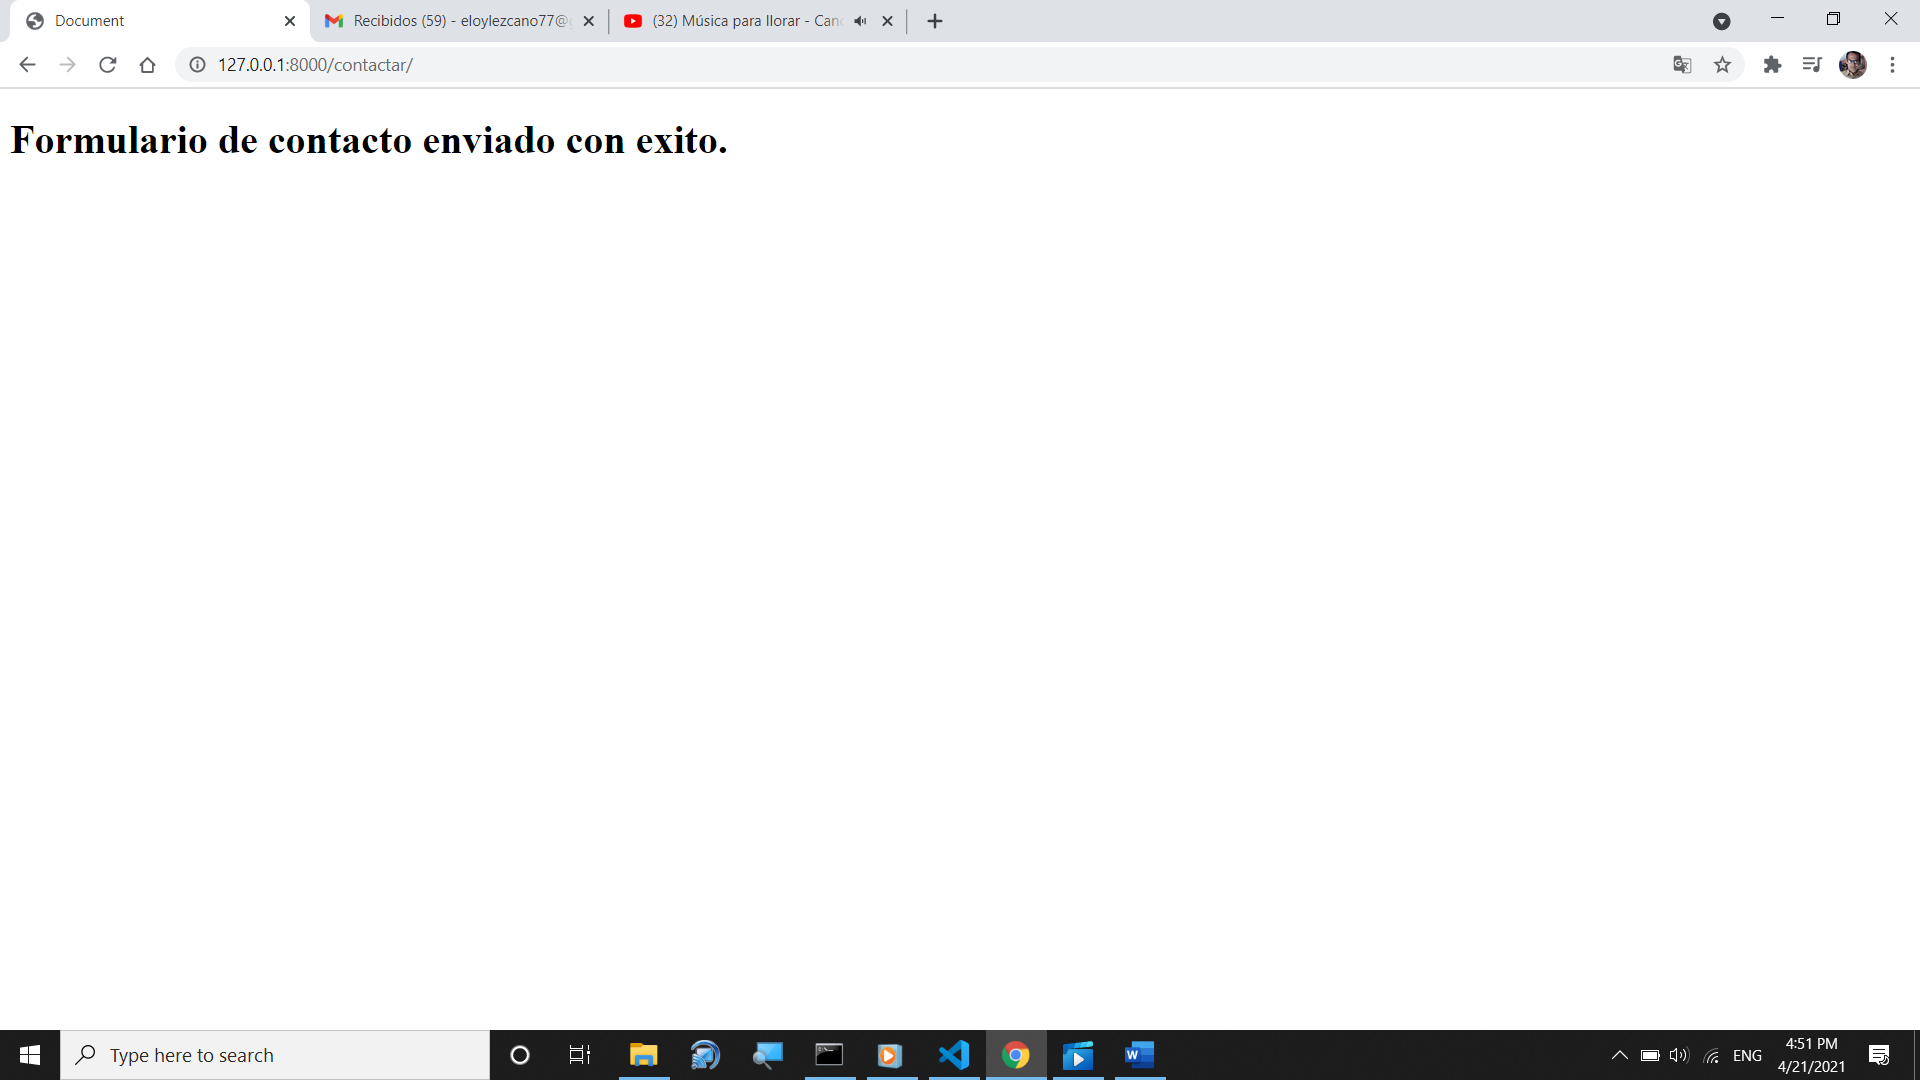 Document
Recibidos (59) - eloylezcano77@
(32) Música para llorar - Can
127.0.0.1:8000/contactar/
Formulario de contacto enviado con exito.
Type here to search
ENG
4:51 PM
4/21/2021